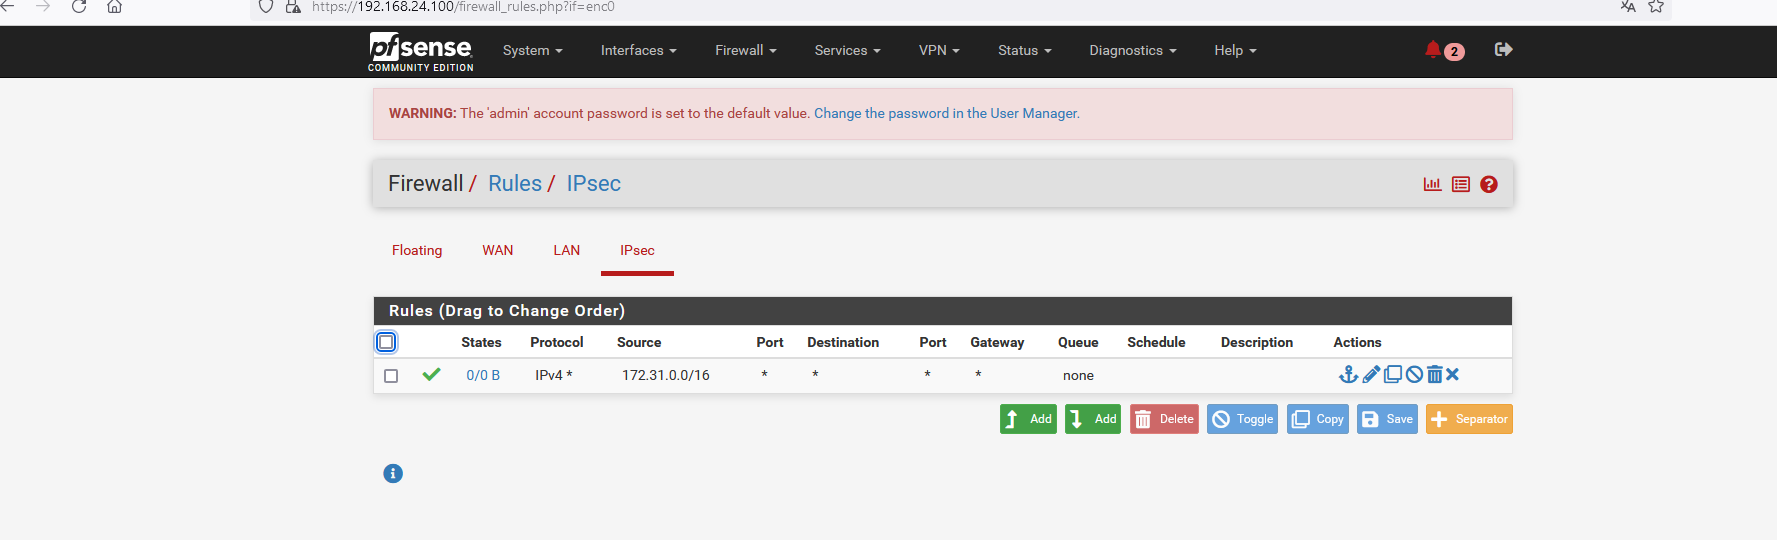 https://192.168.24.100/firewall_rules.php?if=enc0
pfsense COMMUNITY EDITION System Interfaces Firewall Services VPN Status Diagnostics Help 2
WARNING: The 'admin' account password is set to the default value. Change the password in the User Manager.
Firewall / Rules / IPsec
Floating WAN LAN IPsec
Rules (Drag to Change Order)
States Protocol Source Port Destination Port Gateway Queue Schedule Description Actions
0/0 B IPv4 * 172.31.0.0/16 * * * * none
Add Add Delete Toggle Copy Save Separator